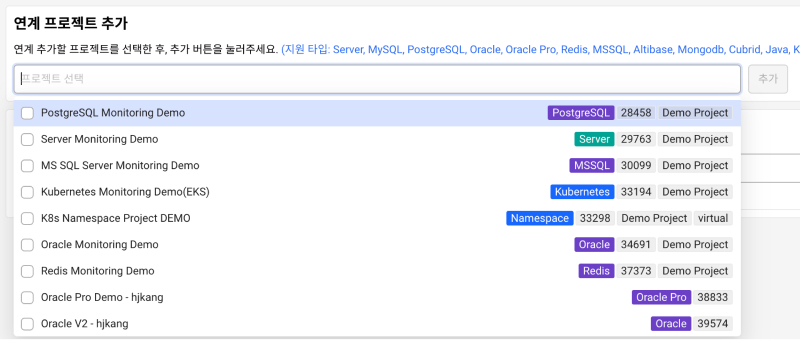 연계 프로젝트 추가
연계 추가할 프로젝트를 선택한 후, 추가 버튼을 눌러주세요. (지원 타입: Server, MySQL, PostgreSQL, Oracle, Oracle Pro, Redis, MSSQL, Altibase, Mongodb, Cubrid, Java, K
프로젝트 선택 추가
PostgreSQL Monitoring Demo PostgreSQL 28458 Demo Project
Server Monitoring Demo Server 29763 Demo Project
MS SQL Server Monitoring Demo MSSQL 30099 Demo Project
Kubernetes Monitoring Demo(EKS) Kubernetes 33194 Demo Project
K8s Namespace Project DEMO Namespace 33298 Demo Project virtual
Oracle Monitoring Demo Oracle 34691 Demo Project
Redis Monitoring Demo Redis 37373 Demo Project
Oracle Pro Demo - hjkang Oracle Pro 38833
Oracle V2 - hjkang Oracle 39574